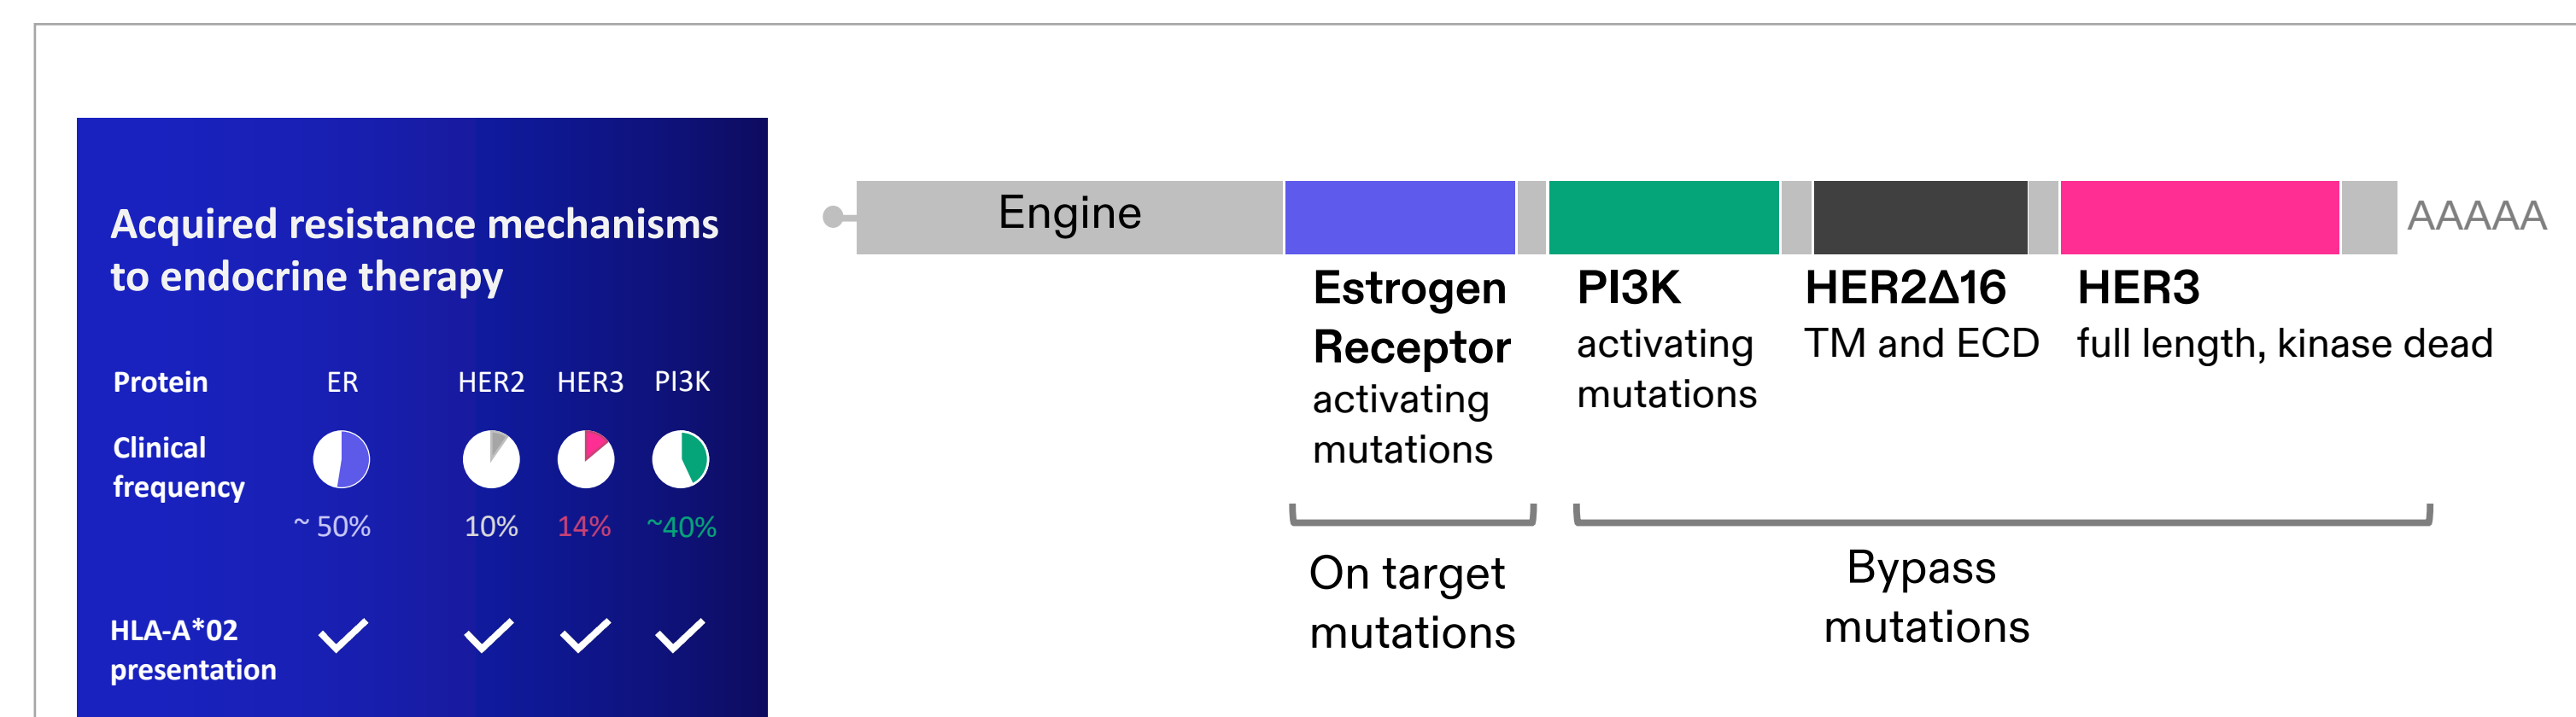 Acquired resistance mechanisms
to endocrine therapy
Protein ER HER2 HER3 PI3K
Clinical
frequency
~ 50% 10% 14% ~40%
HLA-A*02
presentation
Engine
AAAAA
Estrogen
Receptor
activating
mutations
PI3K
activating
mutations
HER2Δ16
TM and ECD
HER3
full length, kinase dead
On target
mutations
Bypass
mutations